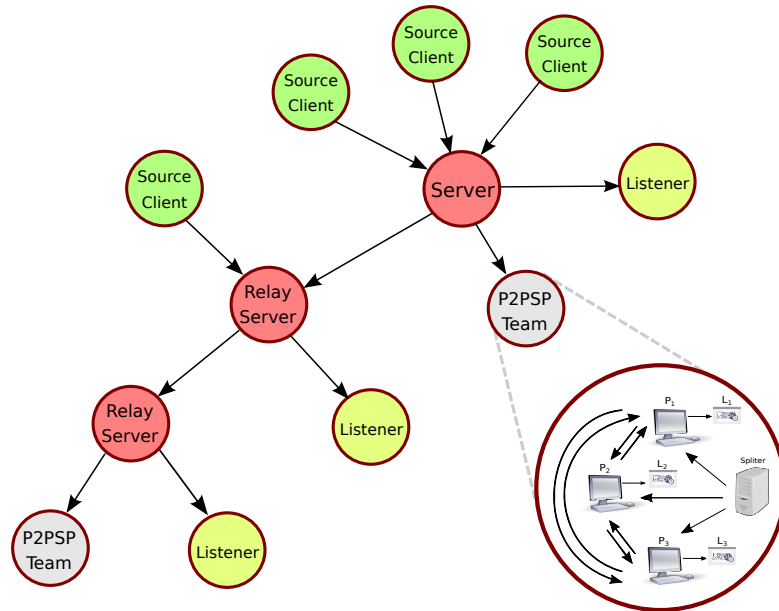 Source
Client
Source
Client
Source
Client
Source
Client
Server
Listener
Relay
Server
P2PSP
Team
Relay
Server
Listener
P2PSP
Team
Listener
P1
L1
Spliter
P2
L2
P3
L3